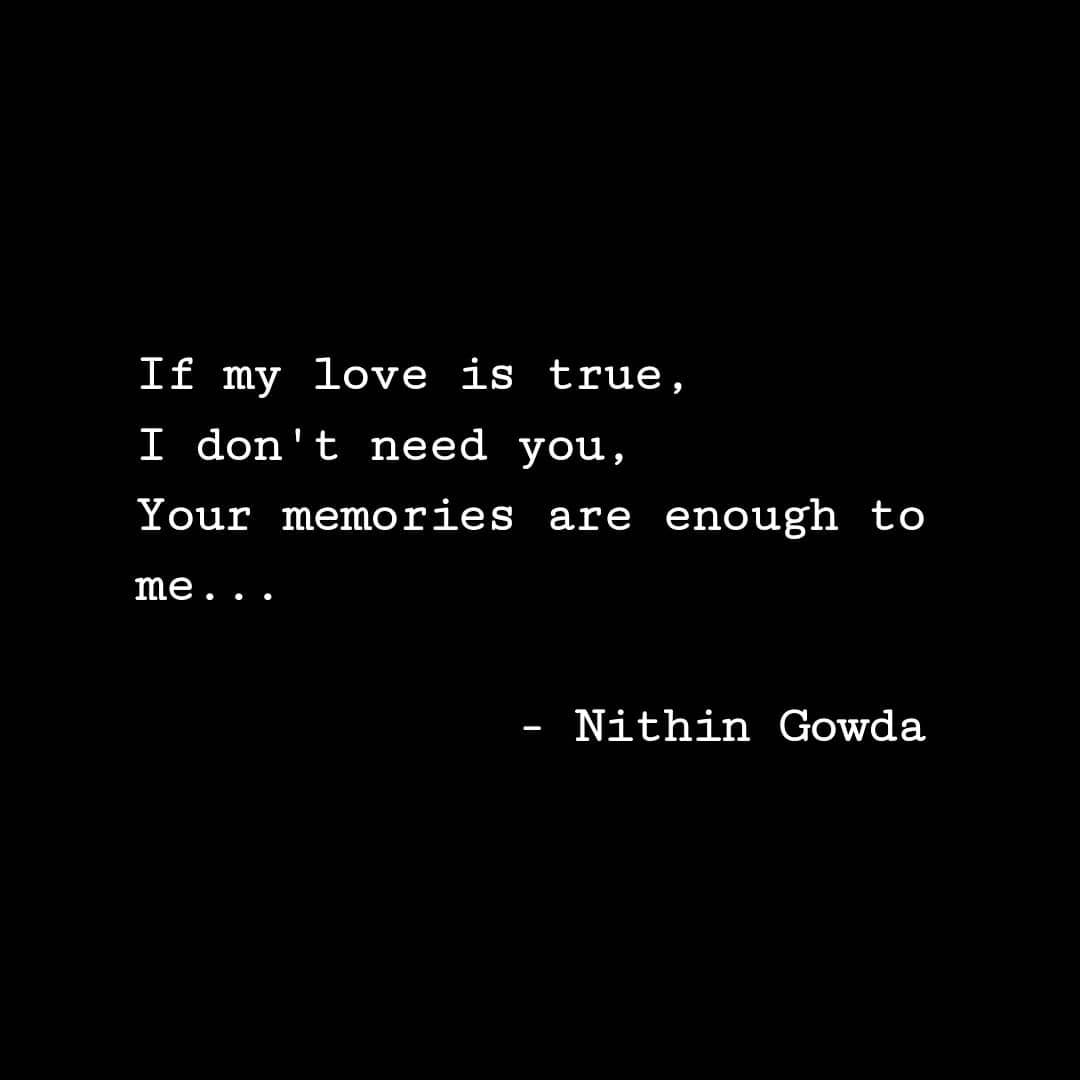 If my love is true,
I don't need you,
Your memories are enough to
me...
- Nithin Gowda